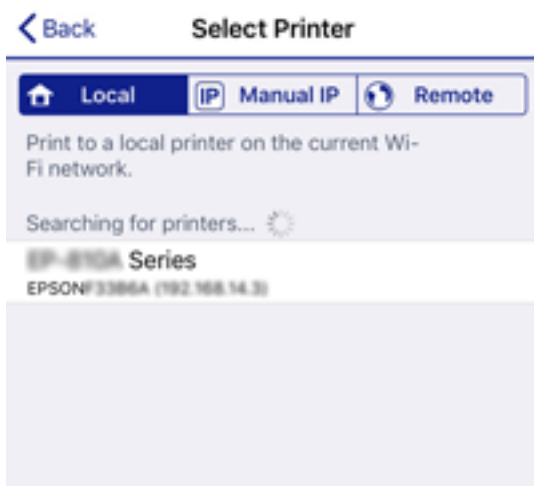 Back
Select Printer
Local
IP Manual IP
Remote
Print to a local printer on the current Wi-
Fi network.
Searching for printers...
Series
EPSON